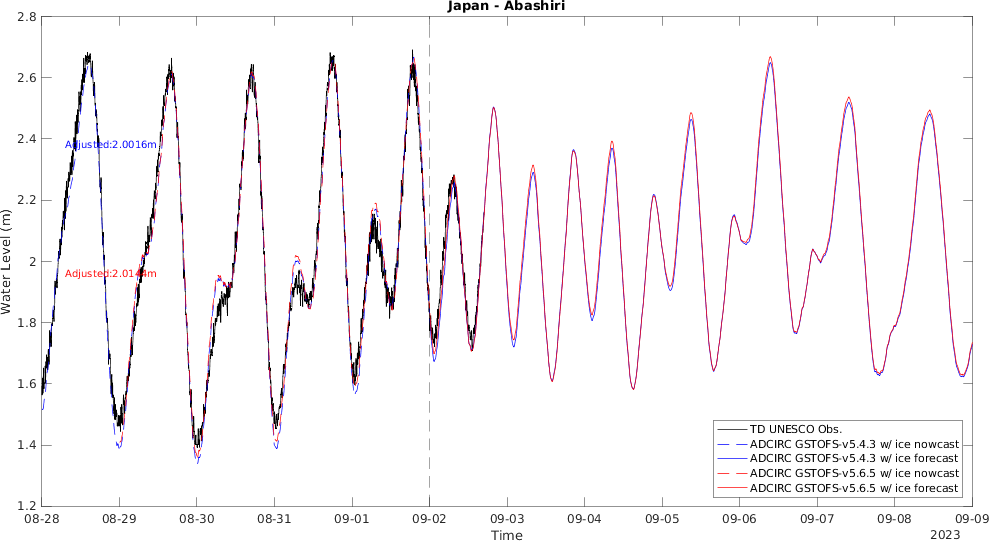 Japan - Abashiri
2.8
2.6
2.4
2.2
2
1.8
1.6
1.4
1.2
Water Level (m)
Adjusted:2.0016m
Adjusted:2.0144m
TD UNESCO Obs.
ADCIRC GSTOFS-v5.4.3 w/ ice nowcast
ADCIRC GSTOFS-v5.4.3 w/ ice forecast
ADCIRC GSTOFS-v5.6.5 w/ ice nowcast
ADCIRC GSTOFS-v5.6.5 w/ ice forecast
08-28 08-29 08-30 08-31 09-01 09-02 09-03 09-04 09-05 09-06 09-07 09-08 09-09
Time
2023